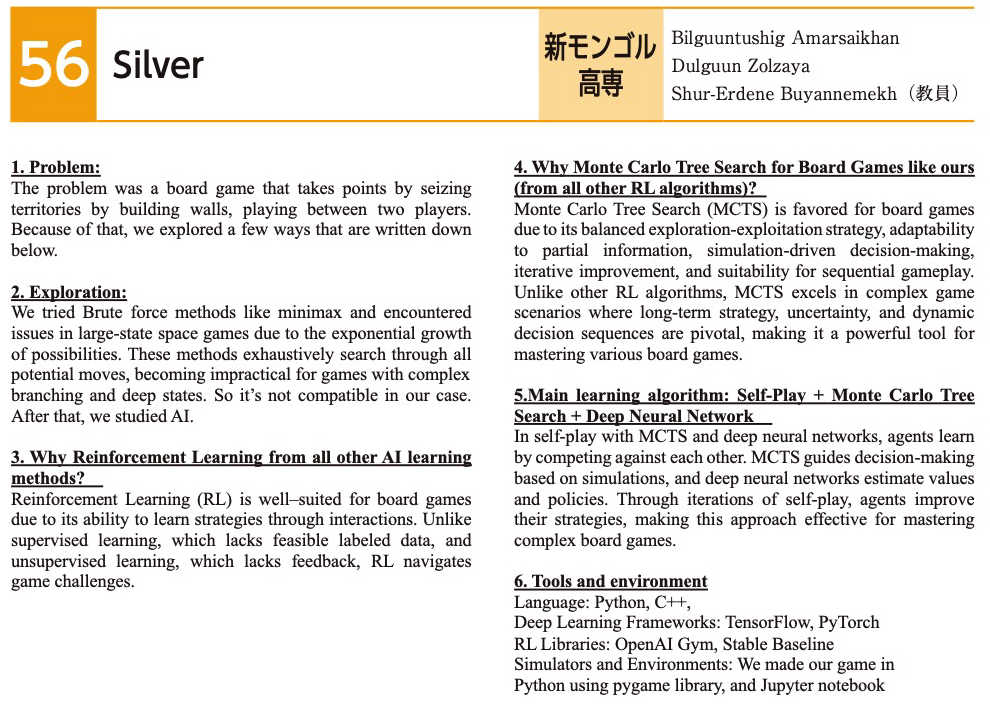 56
Silver
新モンゴル
高専
Bilguuntushig Amarsaikhan
Dulguun Zolzaya
Shur-Erdene Buyannemekh（教員）
1. Problem:
The problem was a board game that takes points by seizing
territories by building walls, playing between two players.
Because of that, we explored a few ways that are written down
below.
2. Exploration:
We tried Brute force methods like minimax and encountered
issues in large-state space games due to the exponential growth
of possibilities. These methods exhaustively search through all
potential moves, becoming impractical for games with complex
branching and deep states. So it's not compatible in our case.
After that, we studied AI.
3. Why Reinforcement Learning from all other AI learning
methods?
Reinforcement Learning (RL) is well–suited for board games
due to its ability to learn strategies through interactions. Unlike
supervised learning, which lacks feasible labeled data, and
unsupervised learning, which lacks feedback, RL navigates
game challenges.
4. Why Monte Carlo Tree Search for Board Games like ours
(from all other RL algorithms)?
Monte Carlo Tree Search (MCTS) is favored for board games
due to its balanced exploration-exploitation strategy, adaptability
to partial information, simulation-driven decision-making,
iterative improvement, and suitability for sequential gameplay.
Unlike other RL algorithms, MCTS excels in complex game
scenarios where long-term strategy, uncertainty, and dynamic
decision sequences are pivotal, making it a powerful tool for
mastering various board games.
5.Main learning algorithm: Self-Play + Monte Carlo Tree
Search + Deep Neural Network
In self-play with MCTS and deep neural networks, agents learn
by competing against each other. MCTS guides decision-making
based on simulations, and deep neural networks estimate values
and policies. Through iterations of self-play, agents improve
their strategies, making this approach effective for mastering
complex board games.
6. Tools and environment
Language: Python, C++,
Deep Learning Frameworks: TensorFlow, PyTorch
RL Libraries: OpenAI Gym, Stable Baseline
Simulators and Environments: We made our game in
Python using pygame library, and Jupyter notebook